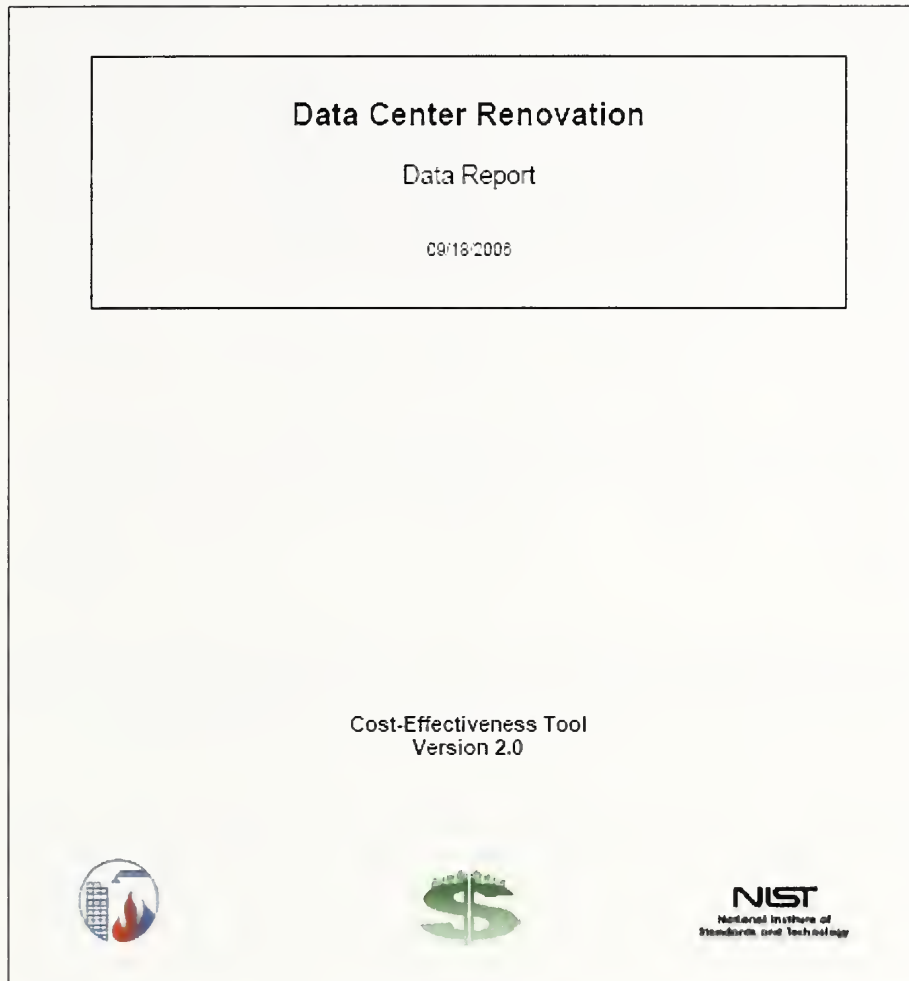 Data Center Renovation
Data Report
09/18/2006
Cost-Effectiveness Tool
Version 2.0
NIST
National Institute of
Standards and Technology